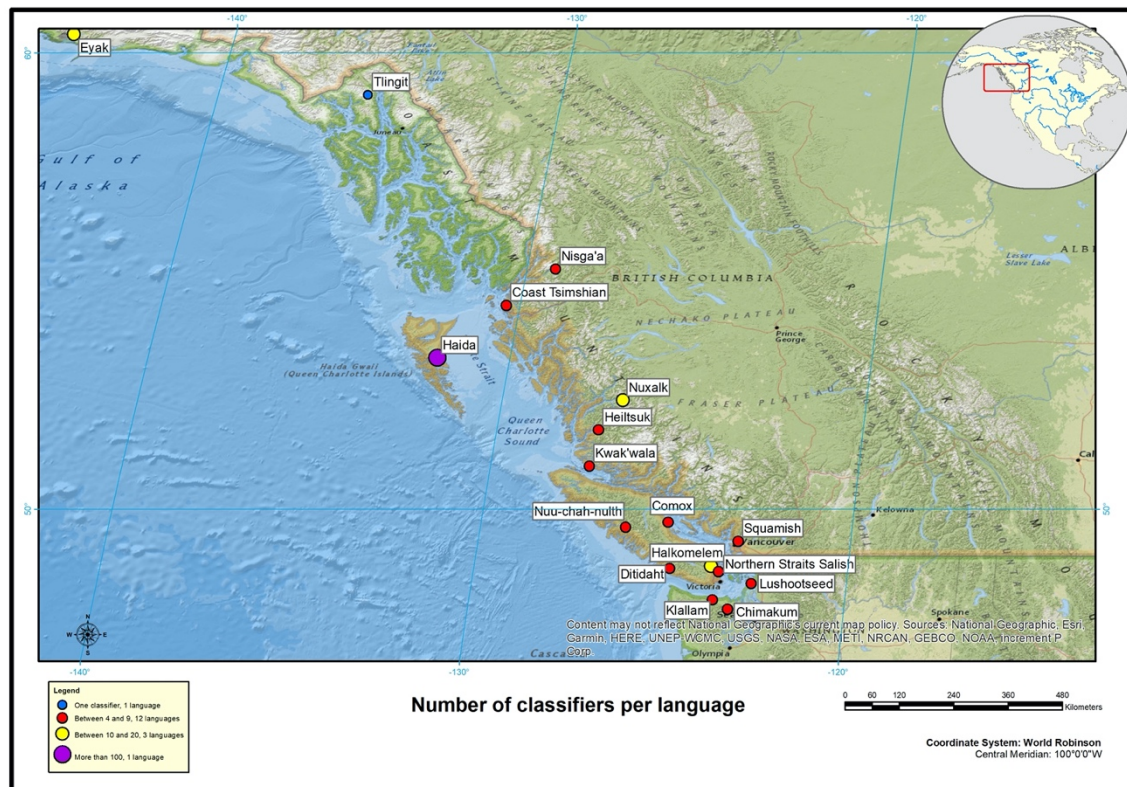 -140°
-130°
-120°
60°
Eyak
Tlingit
Juneau
Gulf of
Alaska
Nisga'a
BRITISH COLUMBIA
Coast Tsimshian
Lesser
Slave Lake
NECHAKO PLATEAU
Prince
George
Haida
Strait
Haida Gwaii
(Queen Charlotte Islands)
Nuxalk
FRASER PLATEAU
Heiltsuk
Queen
Charlotte
Sound
Kwak'wala
50°
50°
Kelowna
Nuu-chah-nulth
Comox
Squamish
Vancouver
Halkomelem
Northern Straits Salish
Ditidaht
Victoria
Lushootseed
Klallam
Chimakum
Spokane
Content may not reflect National Geographic's current map policy. Sources: National Geographic, Esri,
Garmin, HERE, UNEP-WCMC, USGS, NASA, ESA, METI, NRCAN, GEBCO, NOAA, increment P
Corp.
WASHINGTON
Olympia
N
W
E
S
-140°
-130°
-120°
Legend
One classifier, 1 language
Between 4 and 9, 12 languages
Between 10 and 20, 3 languages
More than 100, 1 language
Number of classifiers per language
0 60 120 240 360 480
Kilometers
Coordinate System: World Robinson
Central Meridian: 100°0'0"W